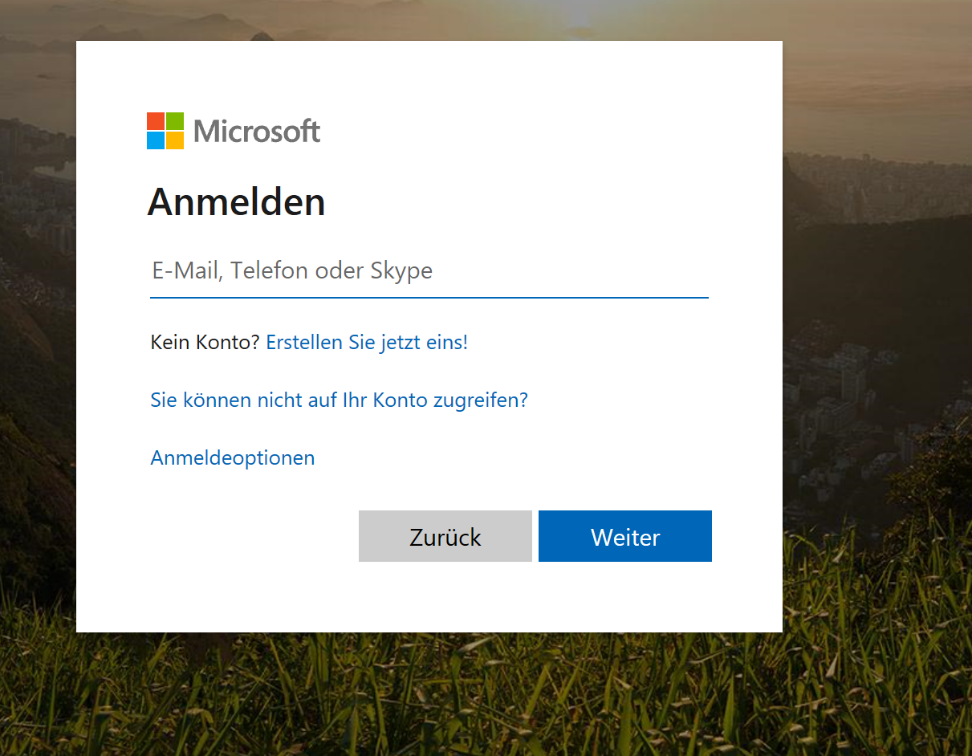 Microsoft
Anmelden
E-Mail, Telefon oder Skype
Kein Konto? Erstellen Sie jetzt eins!
Sie können nicht auf Ihr Konto zugreifen?
Anmeldeoptionen
Zurück Weiter